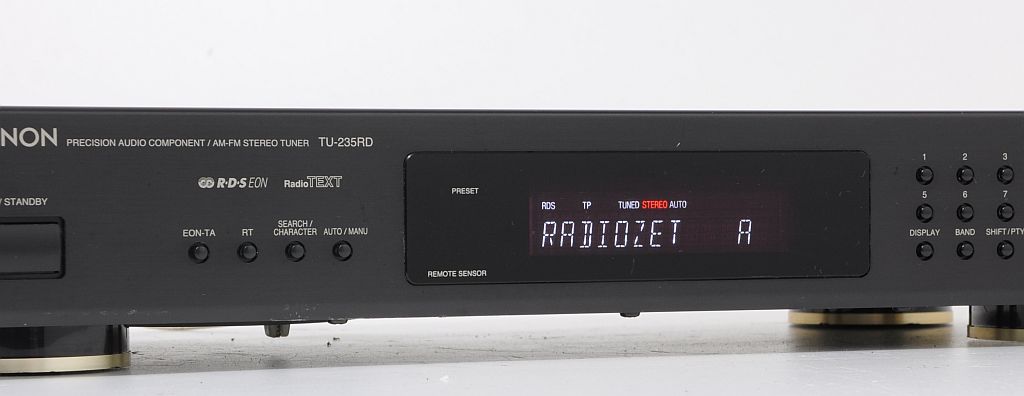 NON PRECISION AUDIO COMPONENT / AM-FM STEREO TUNER TU-235RD
R·D·S EON RadioTEXT
/ STANDBY
EON-TA RT SEARCH / CHARACTER AUTO / MANU
PRESET
RDS TP TUNED STEREO AUTO
RADIOZET A
REMOTE SENSOR
1 2 3
5 6 7
DISPLAY BAND SHIFT / PTY